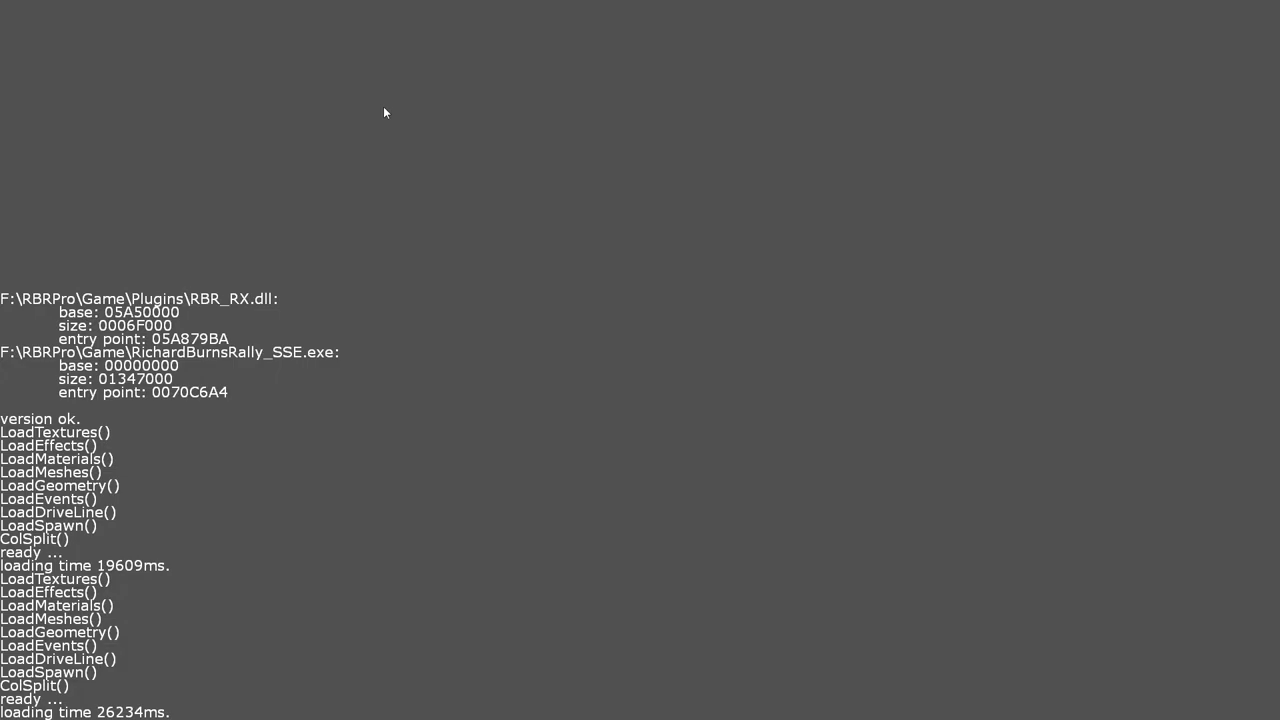 F:\RBRPro\Game\Plugins\RBR_RX.dll:
base: 05A50000
size: 0006F000
entry point: 05A879BA
F:\RBRPro\Game\RichardBurnsRally_SSE.exe:
base: 00000000
size: 01347000
entry point: 0070C6A4
version ok.
LoadTextures()
LoadEffects()
LoadMaterials()
LoadMeshes()
LoadGeometry()
LoadEvents()
LoadDriveLine()
LoadSpawn()
ColSplit()
ready ...
loading time 19609ms.
LoadTextures()
LoadEffects()
LoadMaterials()
LoadMeshes()
LoadGeometry()
LoadEvents()
LoadDriveLine()
LoadSpawn()
ColSplit()
ready ...
loading time 26234ms.